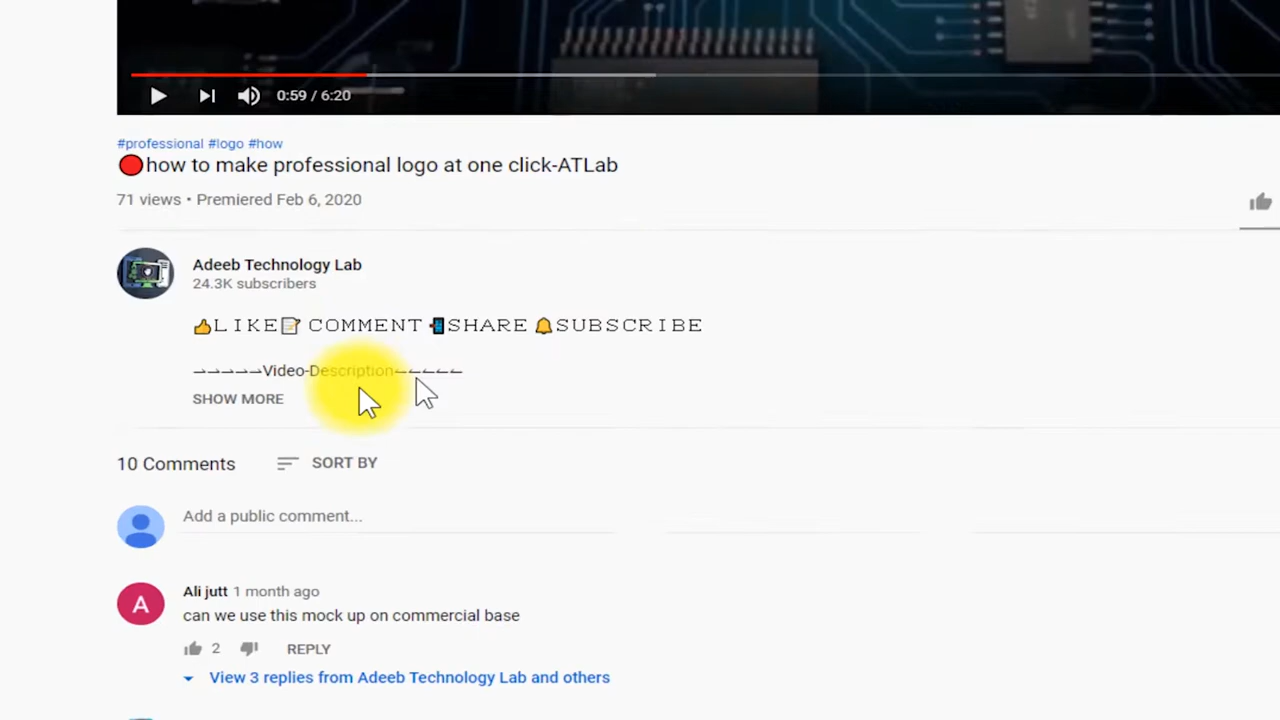 0:59 / 6:20
#professional #logo #how
🔴how to make professional logo at one click-ATLab
71 views • Premiered Feb 6, 2020
Adeeb Technology Lab
24.3K subscribers
👍LIKE📝 COMMENT 📲SHARE 🔔SUBSCRIBE
⇀⇀⇀⇀⇀Video-Description↼↼↼↼↼
SHOW MORE
10 Comments SORT BY
Add a public comment...
A
Ali jutt 1 month ago
can we use this mock up on commercial base
2 REPLY
View 3 replies from Adeeb Technology Lab and others